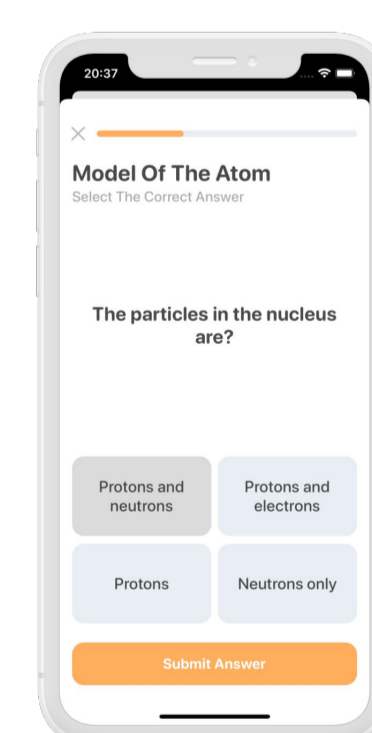 20:37
Model Of The Atom
Select The Correct Answer
The particles in the nucleus
are?
Protons and
neutrons
Protons and
electrons
Protons
Neutrons only
Submit Answer